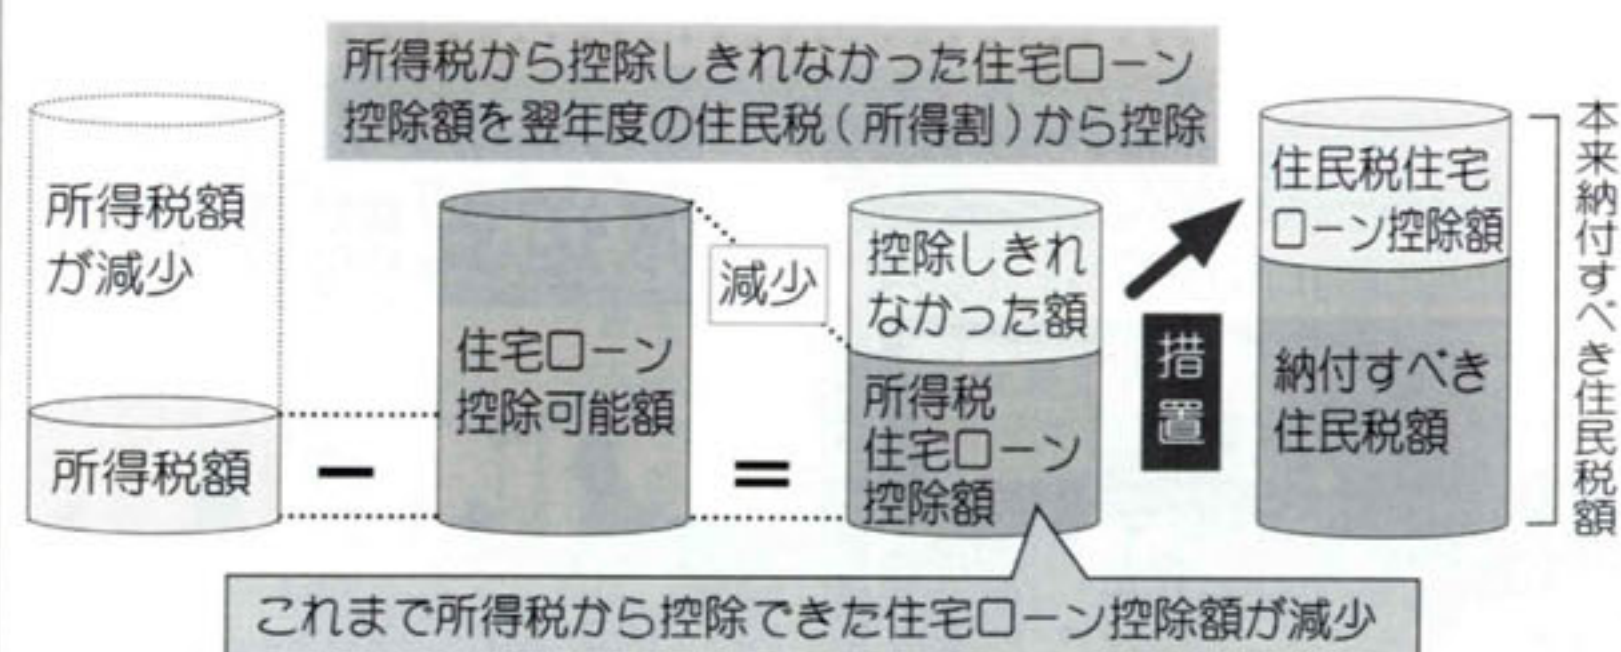 所得税から控除しきれなかった住宅ローン
控除額を翌年度の住民税(所得割)から控除
所得税額
が減少
所得税額
−
住宅ローン
控除可能額
減少
=
控除しきれ
なかった額
所得税
住宅ローン
控除額
措置
住民税住宅
ローン控除額
納付すべき
住民税額
本来納付すべき住民税額
これまで所得税から控除できた住宅ローン控除額が減少